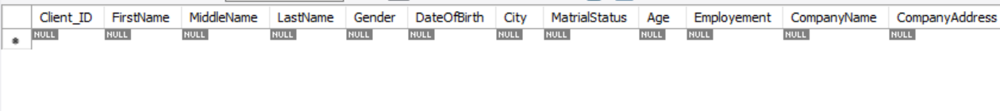 Client_ID FirstName MiddleName LastName Gender DateOfBirth City MatrialStatus Age Employement CompanyName CompanyAddress
NULL NULL NULL NULL NULL NULL NULL NULL NULL NULL NULL NULL